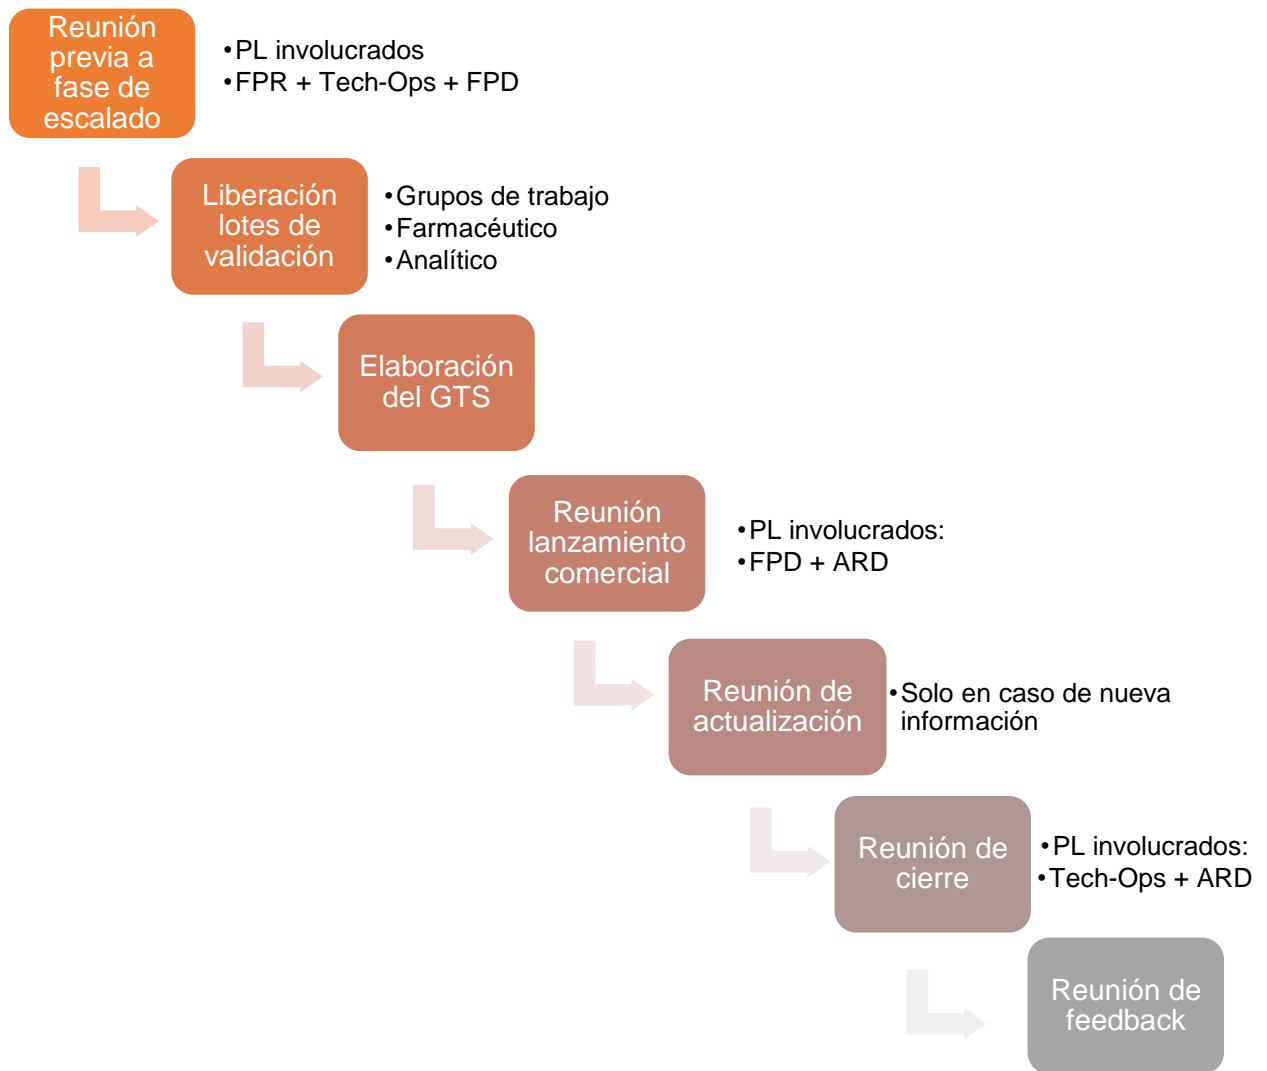 Reunión
previa a
fase de
escalado
•PL involucrados
•FPR + Tech-Ops + FPD
Liberación
lotes de
validación
•Grupos de trabajo
•Farmacéutico
•Analítico
Elaboración
del GTS
Reunión
lanzamiento
comercial
•PL involucrados:
•FPD + ARD
Reunión de
actualización
•Solo en caso de nueva
información
Reunión de
cierre
•PL involucrados:
•Tech-Ops + ARD
Reunión de
feedback